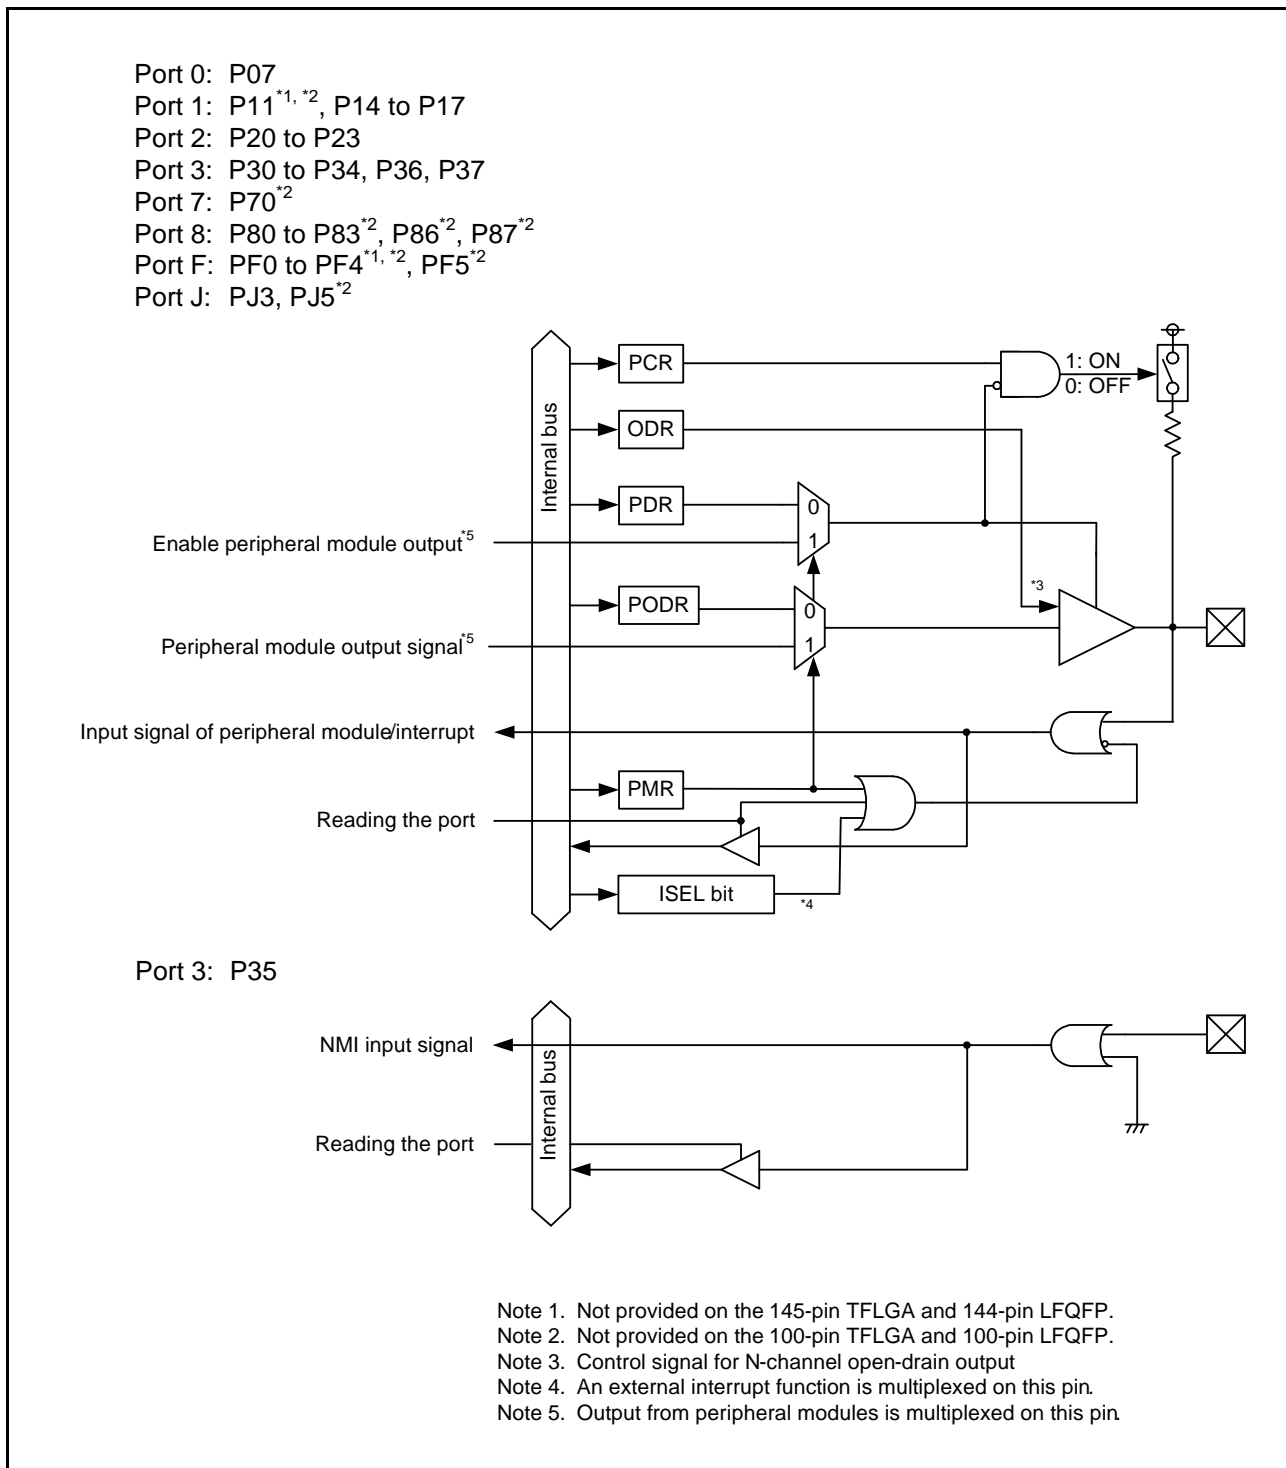 Port 0: P07
Port 1: P11*1, *2, P14 to P17
Port 2: P20 to P23
Port 3: P30 to P34, P36, P37
Port 7: P70*2
Port 8: P80 to P83*2, P86*2, P87*2
Port F: PF0 to PF4*1, *2, PF5*2
Port J: PJ3, PJ5*2
Internal bus
PCR
1: ON
0: OFF
ODR
PDR
0
Enable peripheral module output*5
1
*3
PODR
0
Peripheral module output signal*5
1
Input signal of peripheral module/interrupt
PMR
Reading the port
ISEL bit
*4
Port 3: P35
Internal bus
NMI input signal
Reading the port
Note 1. Not provided on the 145-pin TFLGA and 144-pin LFQFP.
Note 2. Not provided on the 100-pin TFLGA and 100-pin LFQFP.
Note 3. Control signal for N-channel open-drain output
Note 4. An external interrupt function is multiplexed on this pin.
Note 5. Output from peripheral modules is multiplexed on this pin.